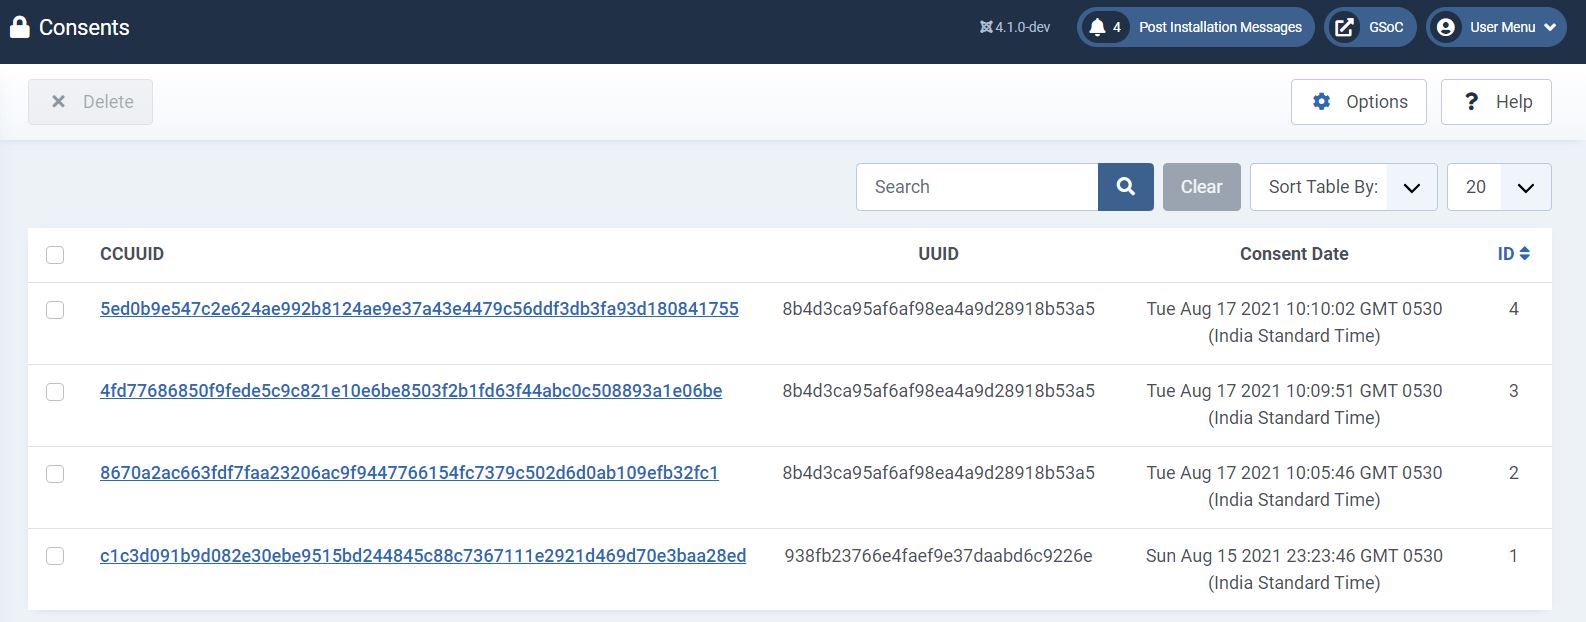 Consents
4.1.0-dev
4 Post Installation Messages
GSoC
User Menu
Delete
Options
Help
Search
Clear
Sort Table By:
20
CCUUID UUID Consent Date ID
5ed0b9e547c2e624ae992b8124ae9e37a43e4479c56ddf3db3fa93d180841755 8b4d3ca95af6af98ea4a9d28918b53a5 Tue Aug 17 2021 10:10:02 GMT 0530 4
(India Standard Time)
4fd77686850f9fede5c9c821e10e6be8503f2b1fd63f44abc0c508893a1e06be 8b4d3ca95af6af98ea4a9d28918b53a5 Tue Aug 17 2021 10:09:51 GMT 0530 3
(India Standard Time)
8670a2ac663fdf7faa23206ac9f9447766154fc7379c502d6d0ab109efb32fc1 8b4d3ca95af6af98ea4a9d28918b53a5 Tue Aug 17 2021 10:05:46 GMT 0530 2
(India Standard Time)
c1c3d091b9d082e30ebe9515bd244845c88c7367111e2921d469d70e3baa28ed 938fb23766e4faef9e37daabd6c9226e Sun Aug 15 2021 23:23:46 GMT 0530 1
(India Standard Time)